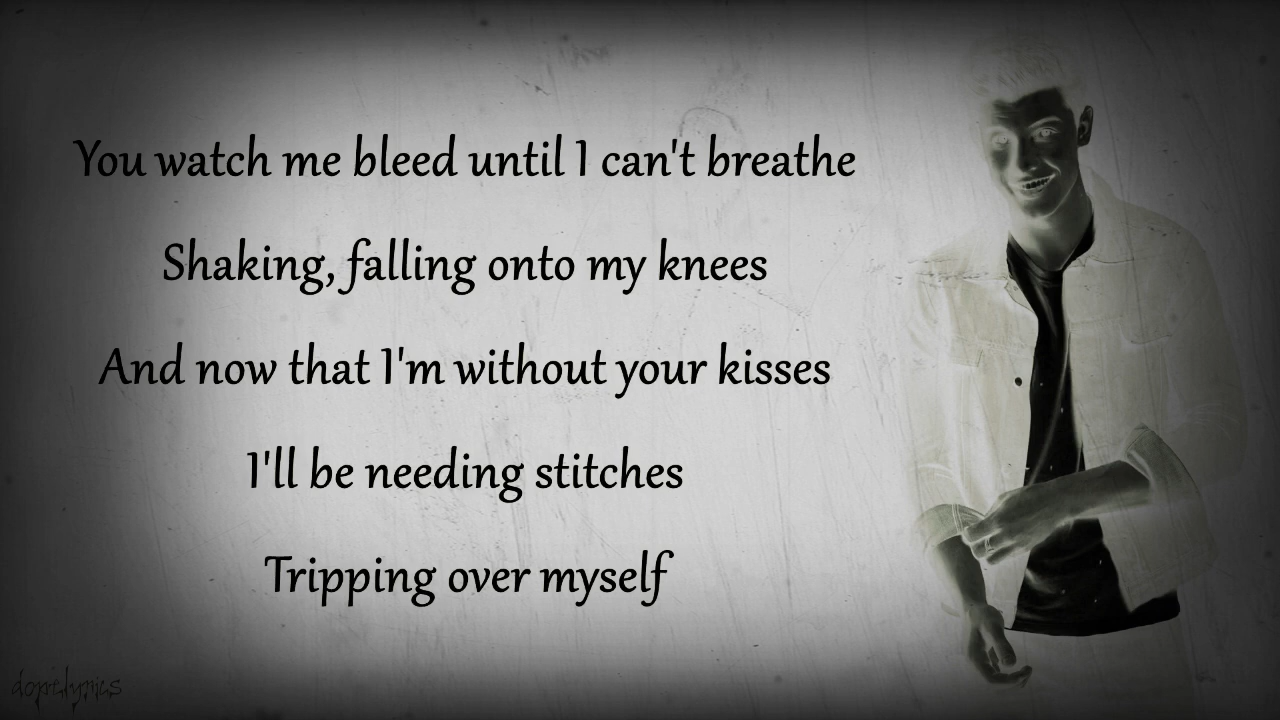 You watch me bleed until I can't breathe
Shaking, falling onto my knees
And now that I'm without your kisses
I'll be needing stitches
Tripping over myself
dopelyrics